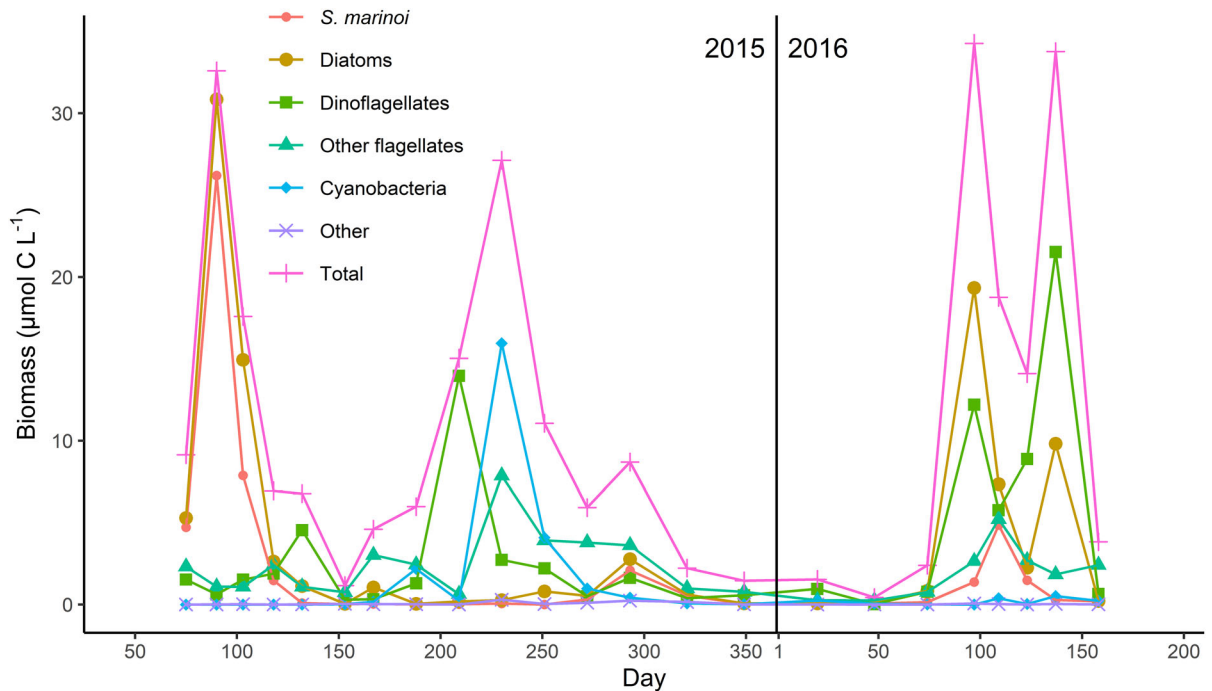 S. marinoi
Diatoms
Dinoflagellates
Other flagellates
Cyanobacteria
Other
Total
2015
2016
Biomass (μmol C L⁻¹)
30
20
10
0
50
100
150
200
250
300
350
1
50
100
150
200
Day